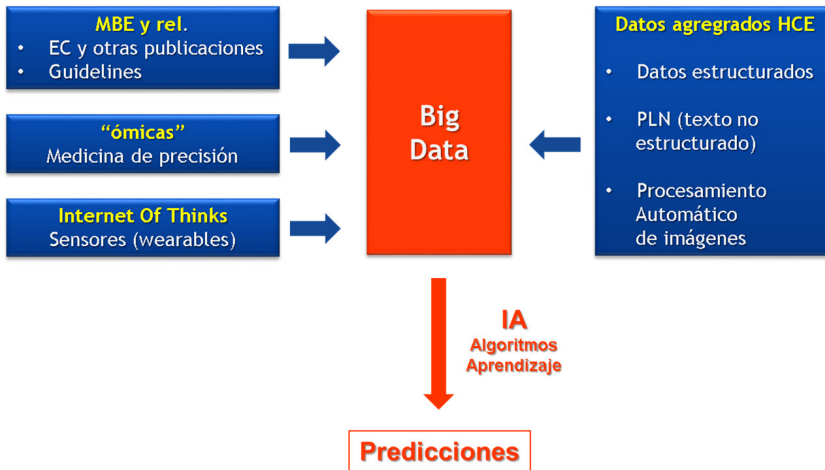 MBE y rel.
• EC y otras publicaciones
• Guidelines
“ómicas”
Medicina de precisión
Internet Of Thinks
Sensores (wearables)
Big
Data
Datos agregrados HCE
• Datos estructurados
• PLN (texto no
estructurado)
• Procesamiento
Automático
de imágenes
IA
Algoritmos
Aprendizaje
Predicciones